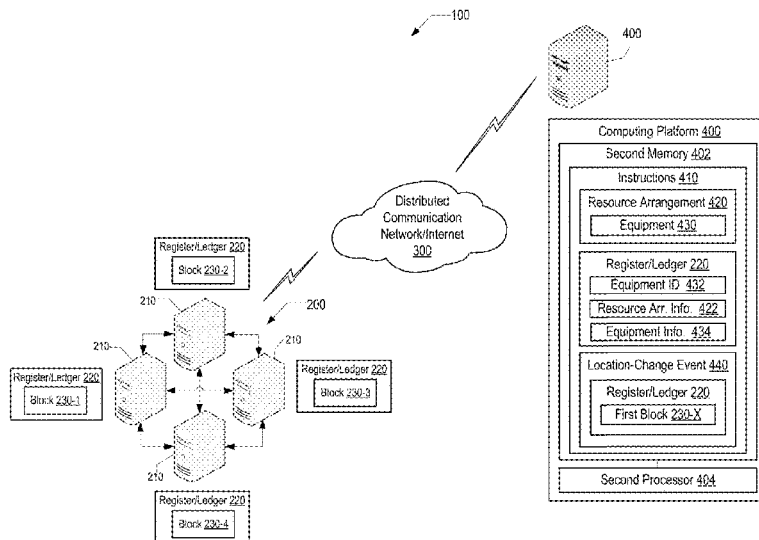 100
400
Computing Platform 400
Second Memory 402
Instructions 410
Resource Arrangement 420
Equipment 430
Register/Ledger 220
Equipment ID 432
Resource Arr. Info. 422
Equipment Info. 434
Location-Change Event 440
Register/Ledger 220
First Block 230-X
Second Processor 404
Distributed
Communication
Network/Internet
300
Register/Ledger 220
Block 230-2
210
200
210
210
Register/Ledger 220
Block 230-1
Register/Ledger 220
Block 230-3
210
Register/Ledger 220
Block 230-4